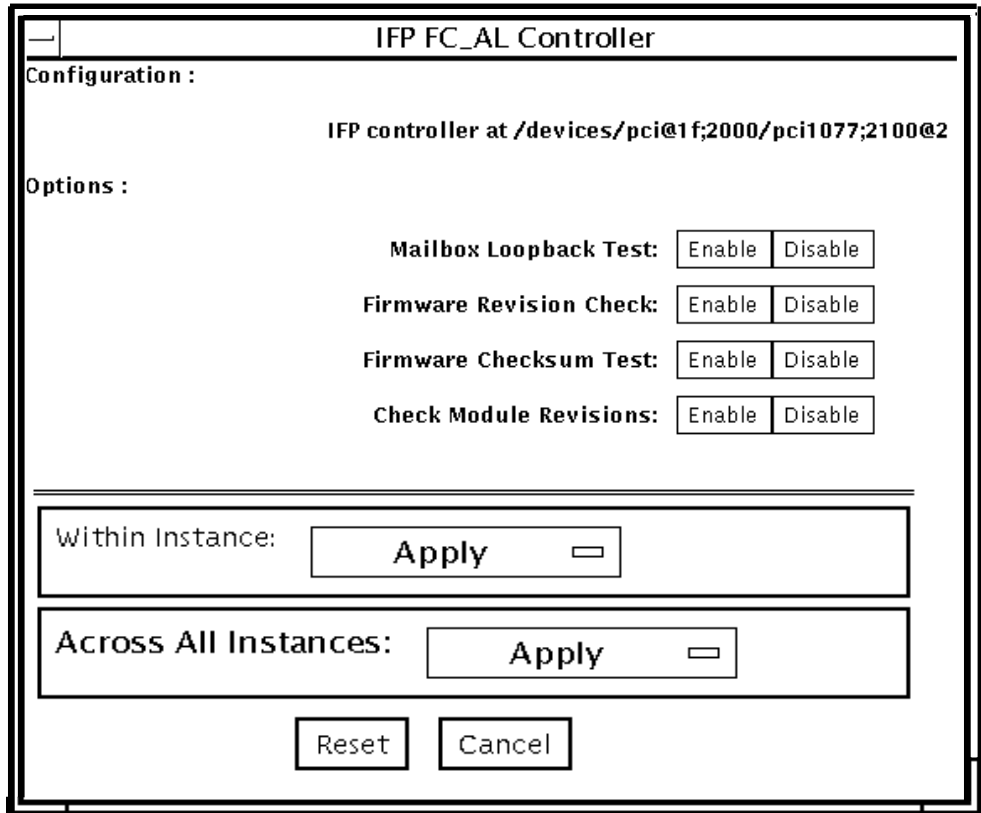 IFP FC_AL Controller
Configuration :
IFP controller at /devices/pci@1f;2000/pci1077;2100@2
Options :
Mailbox Loopback Test: Enable Disable
Firmware Revision Check: Enable Disable
Firmware Checksum Test: Enable Disable
Check Module Revisions: Enable Disable
Within Instance: Apply
Across All Instances: Apply
Reset Cancel